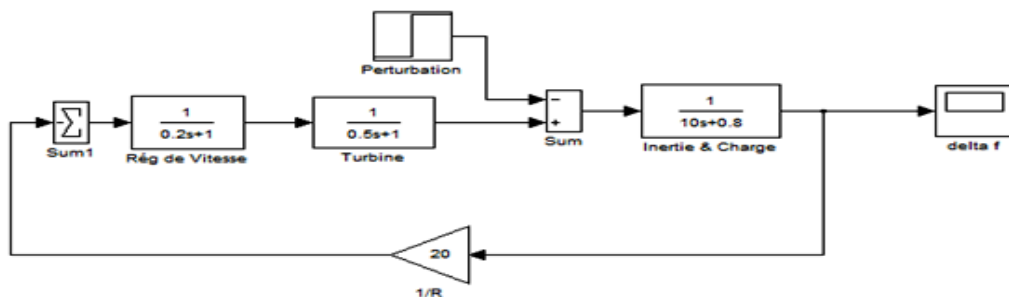 Perturbation
-
+
Sum
-
Σ
Sum1
1
0.2s+1
Rég de Vitesse
1
0.5s+1
Turbine
1
10s+0.8
Inertie & Charge
delta f
20
1/R